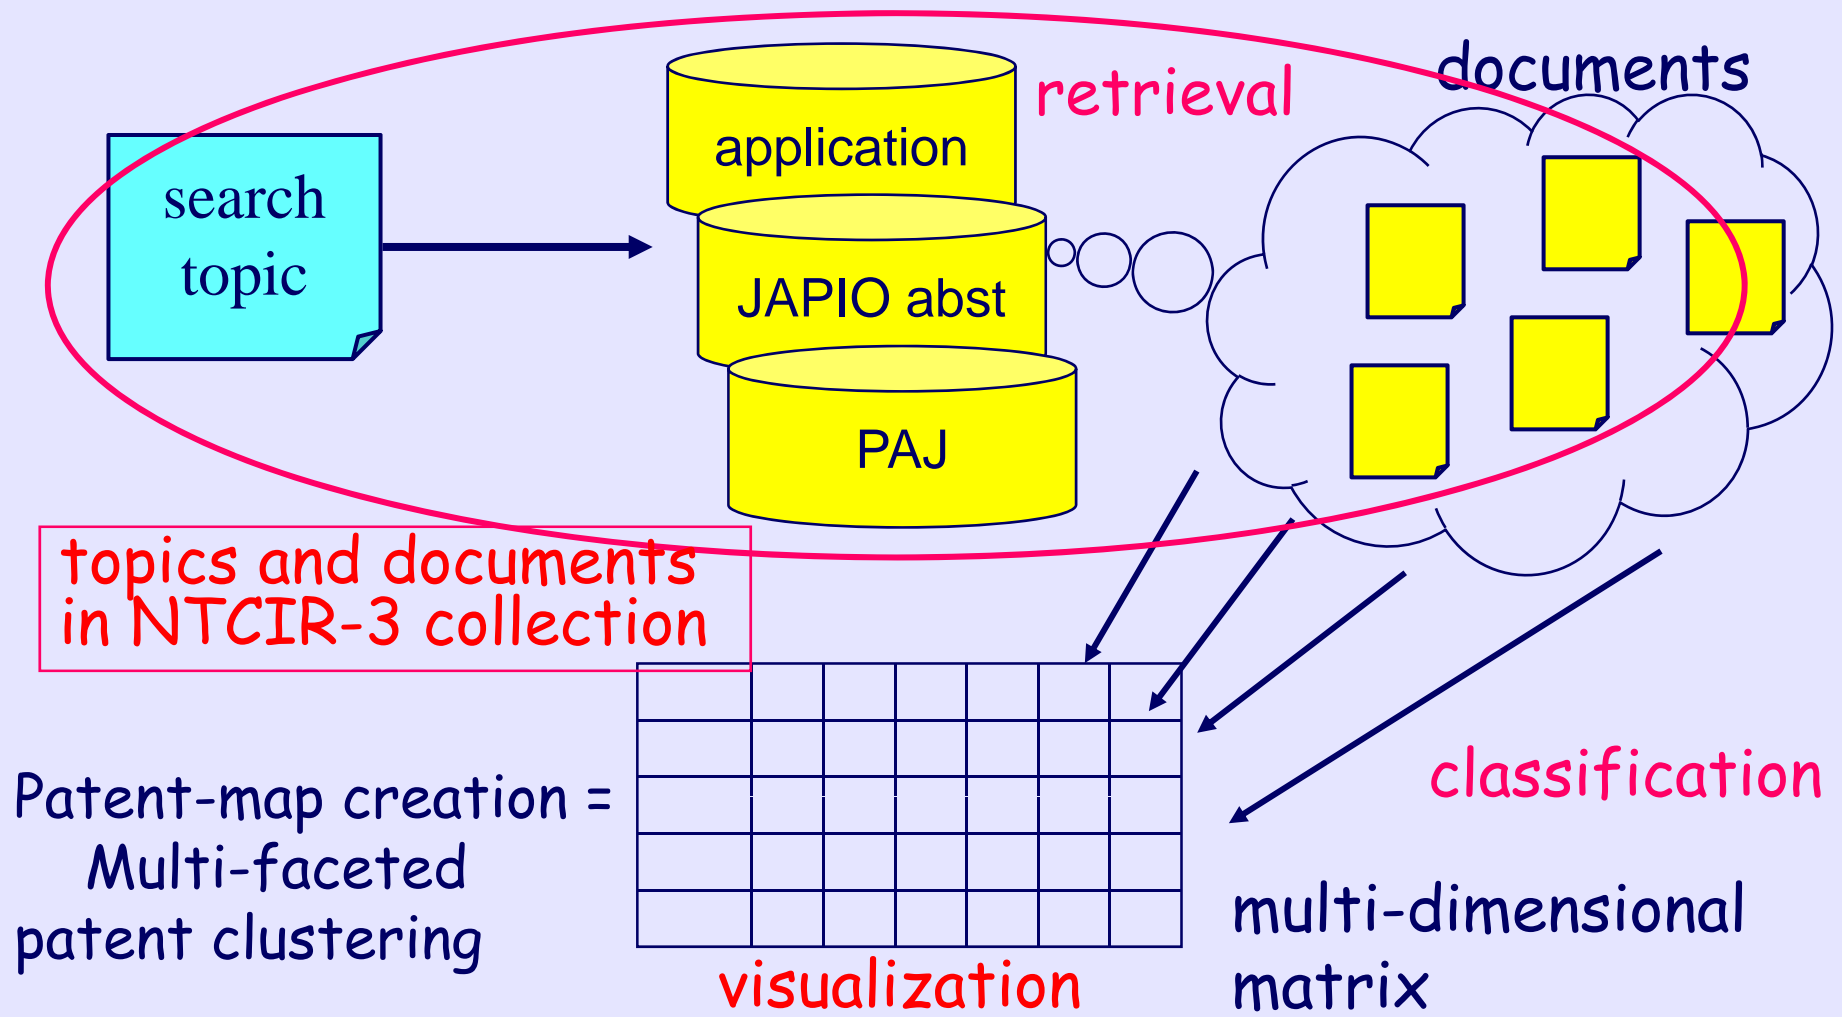 documents
retrieval
application
search
topic
JAPIO abst
PAJ
topics and documents
in NTCIR-3 collection
classification
Patent-map creation =
Multi-faceted
patent clustering
multi-dimensional
matrix
visualization